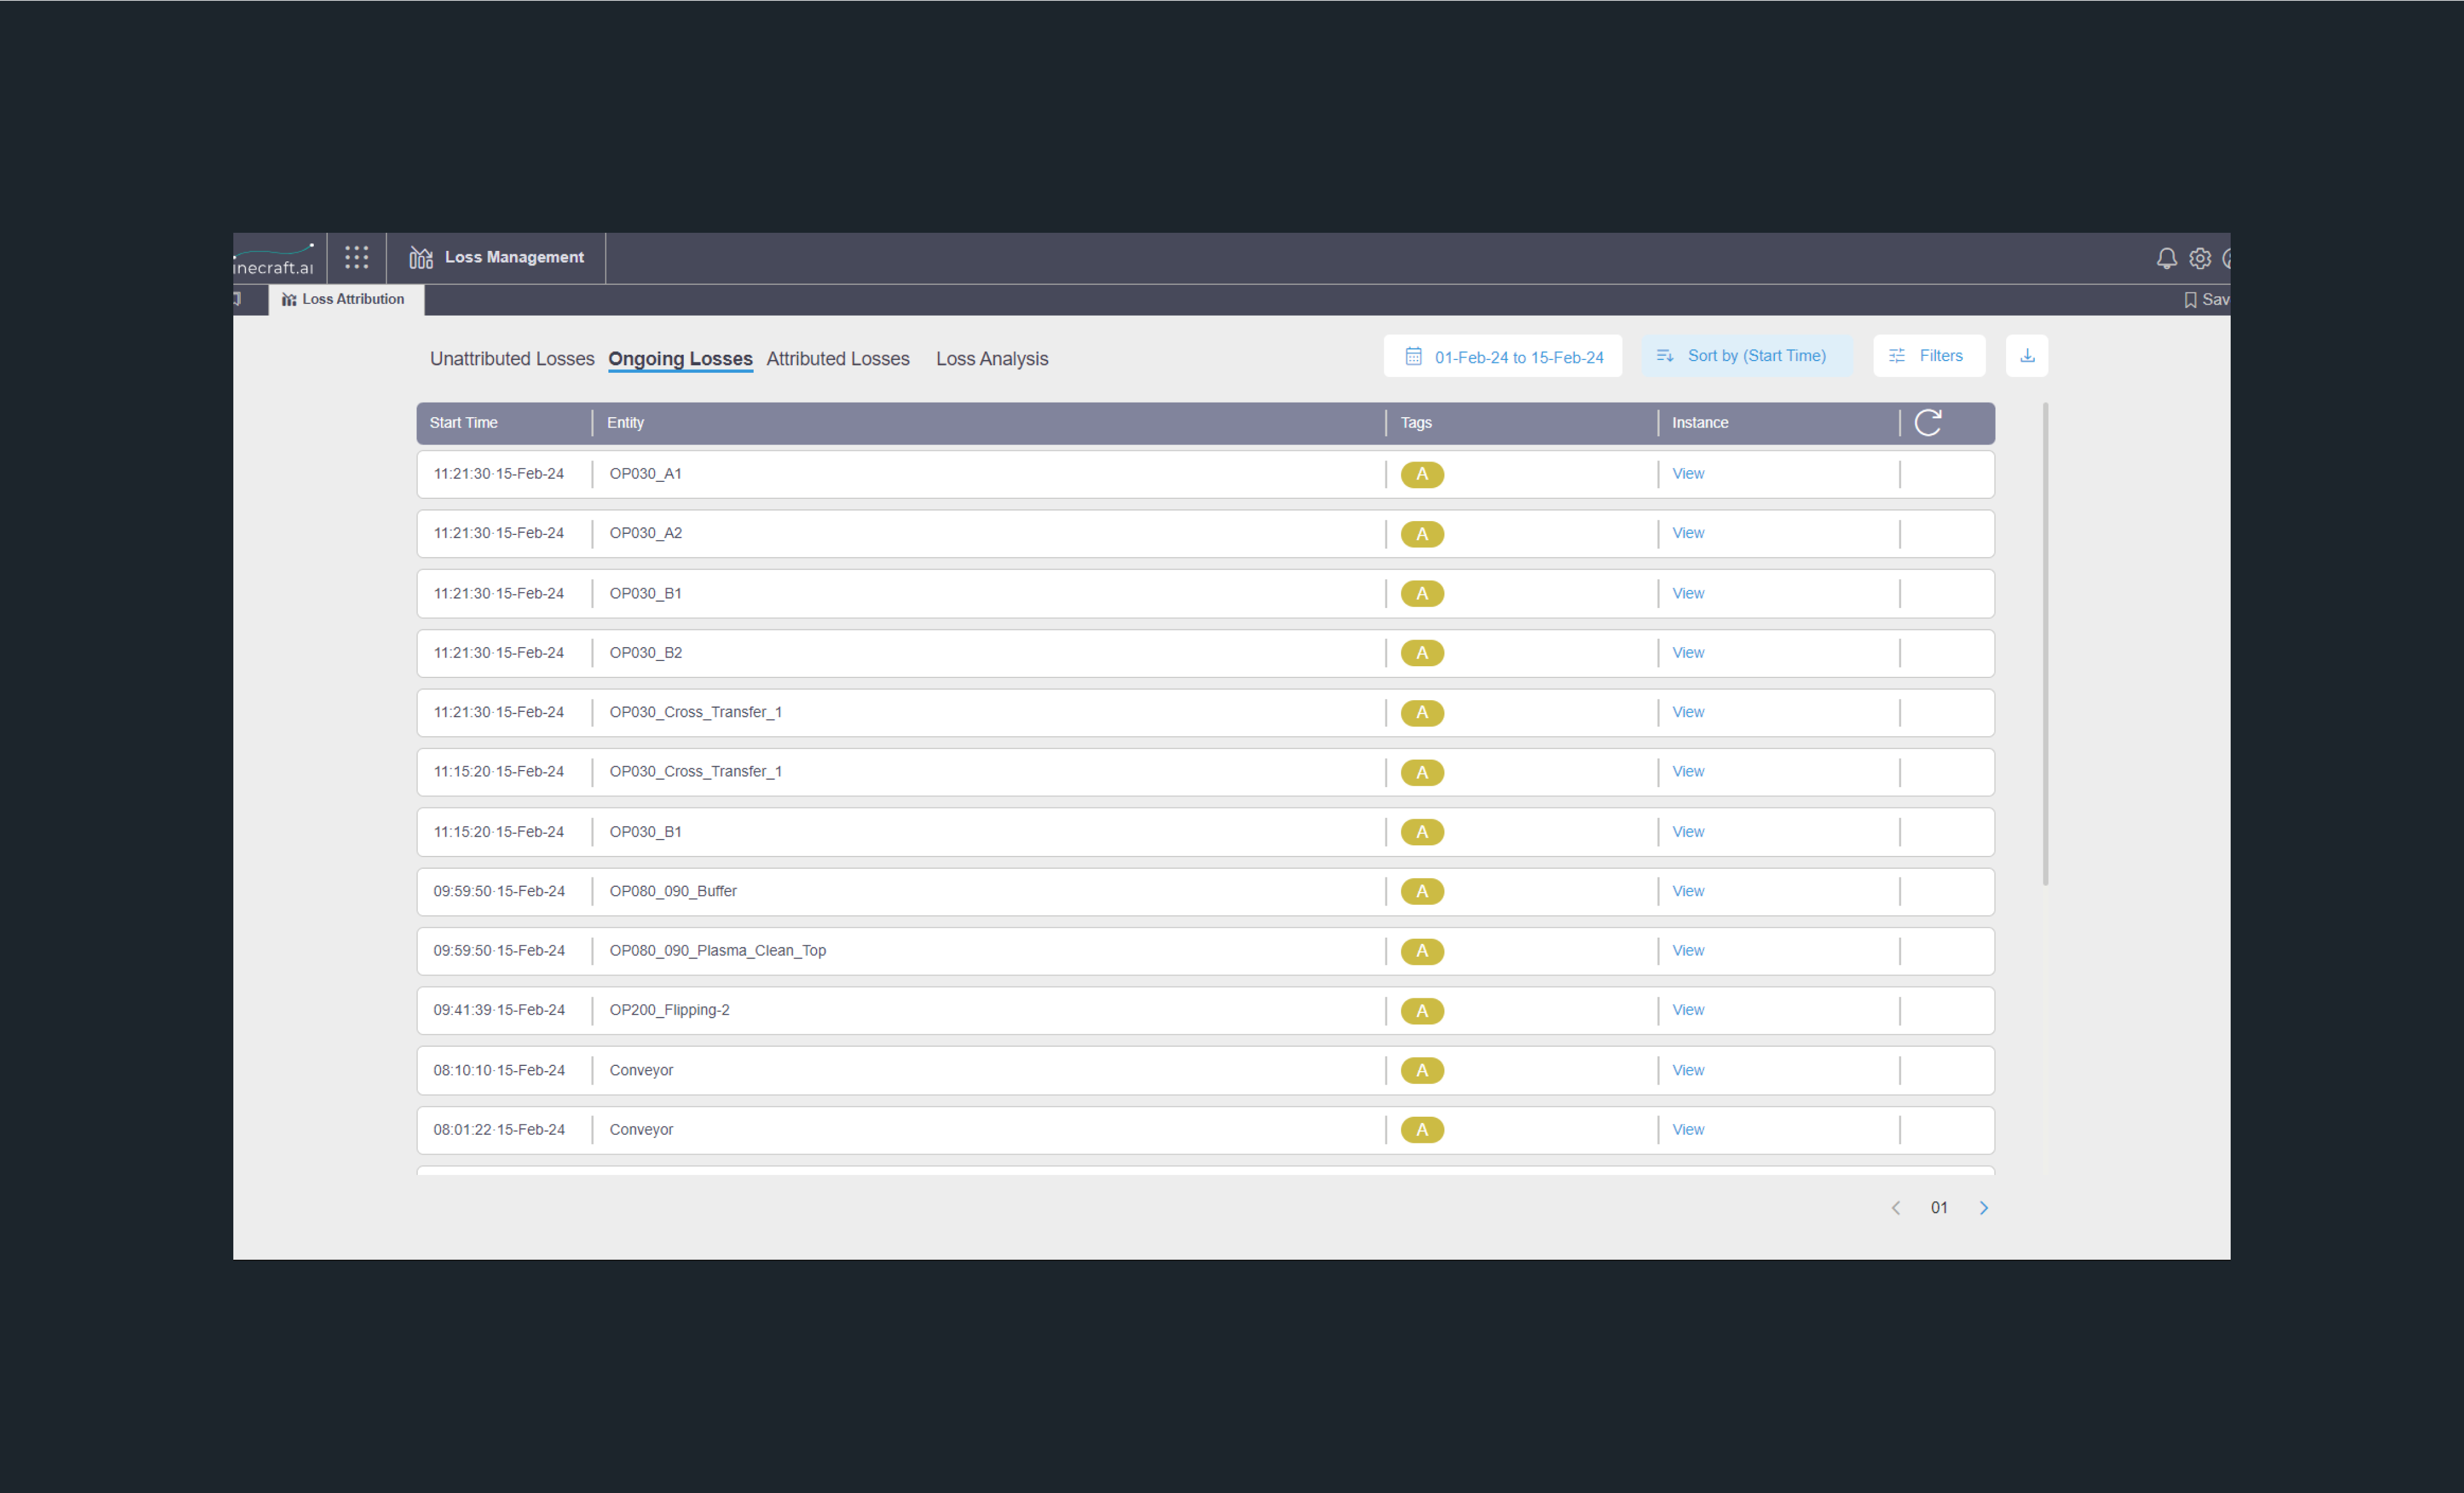 inecraft.ai
Loss Management
Loss Attribution
Sav
Unattributed Losses Ongoing Losses Attributed Losses Loss Analysis
01-Feb-24 to 15-Feb-24 Sort by (Start Time) Filters
Start Time Entity Tags Instance
11:21:30·15-Feb-24 OP030_A1 A View
11:21:30·15-Feb-24 OP030_A2 A View
11:21:30·15-Feb-24 OP030_B1 A View
11:21:30·15-Feb-24 OP030_B2 A View
11:21:30·15-Feb-24 OP030_Cross_Transfer_1 A View
11:15:20·15-Feb-24 OP030_Cross_Transfer_1 A View
11:15:20·15-Feb-24 OP030_B1 A View
09:59:50·15-Feb-24 OP080_090_Buffer A View
09:59:50·15-Feb-24 OP080_090_Plasma_Clean_Top A View
09:41:39·15-Feb-24 OP200_Flipping-2 A View
08:10:10·15-Feb-24 Conveyor A View
08:01:22·15-Feb-24 Conveyor A View
01